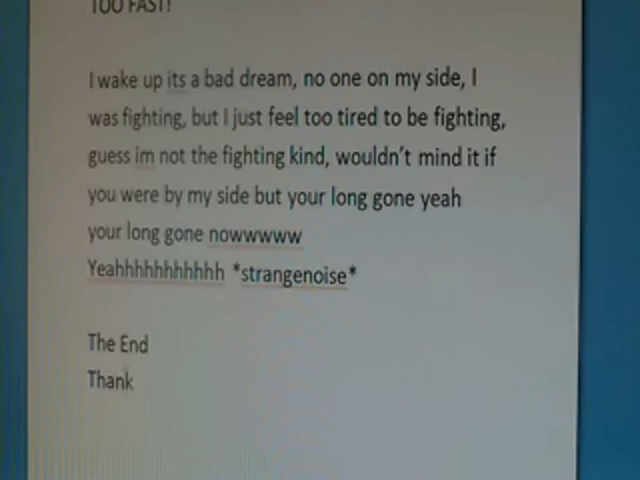 TOO FAST!
I wake up its a bad dream, no one on my side, I
was fighting, but I just feel too tired to be fighting,
guess im not the fighting kind, wouldn't mind it if
you were by my side but your long gone yeah
your long gone nowwwww
Yeahhhhhhhhhhh *strangenoise*
The End
Thank